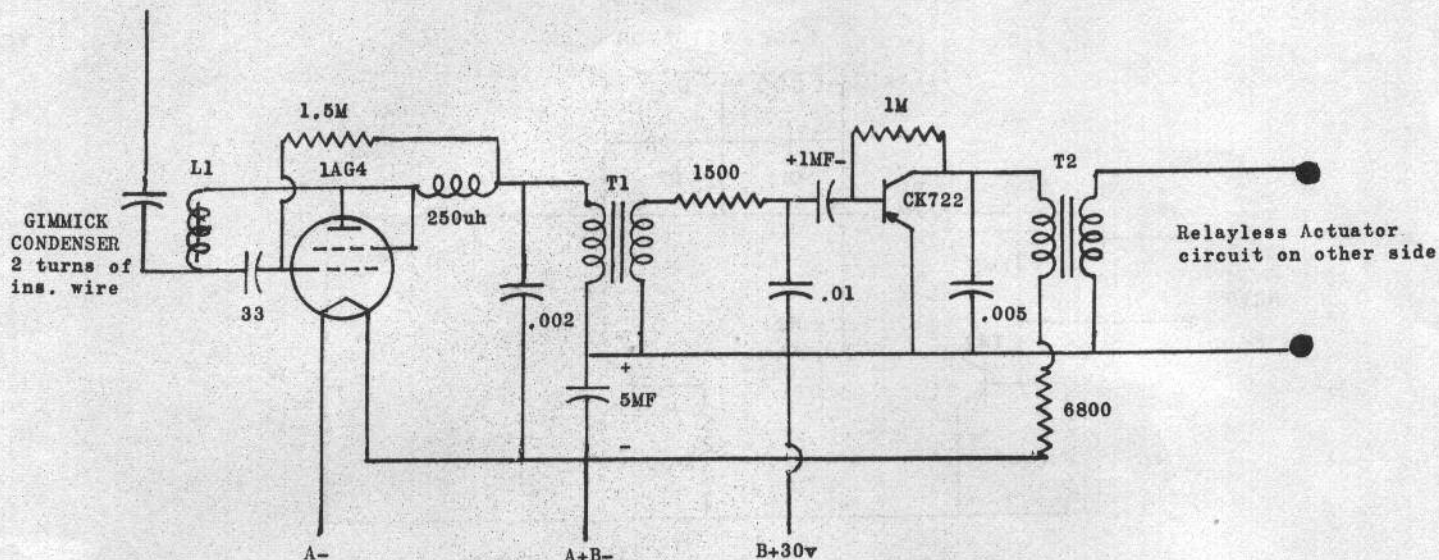 1.5M
1M
L1
1AG4
+1MF-
T2
T1
1500
GIMMICK
CONDENSER
2 turns of
ins. wire
250uh
CK722
Relayless Actuator
circuit on other side
33
.002
.01
.005
+
5MF
-
6800
A-
A+B-
B+30v